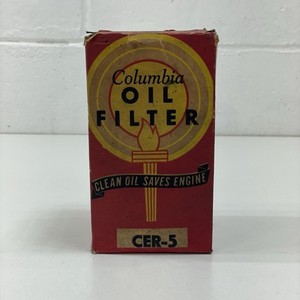 Columbia
OIL
FILTER
CLEAN OIL SAVES ENGINE
CER-5